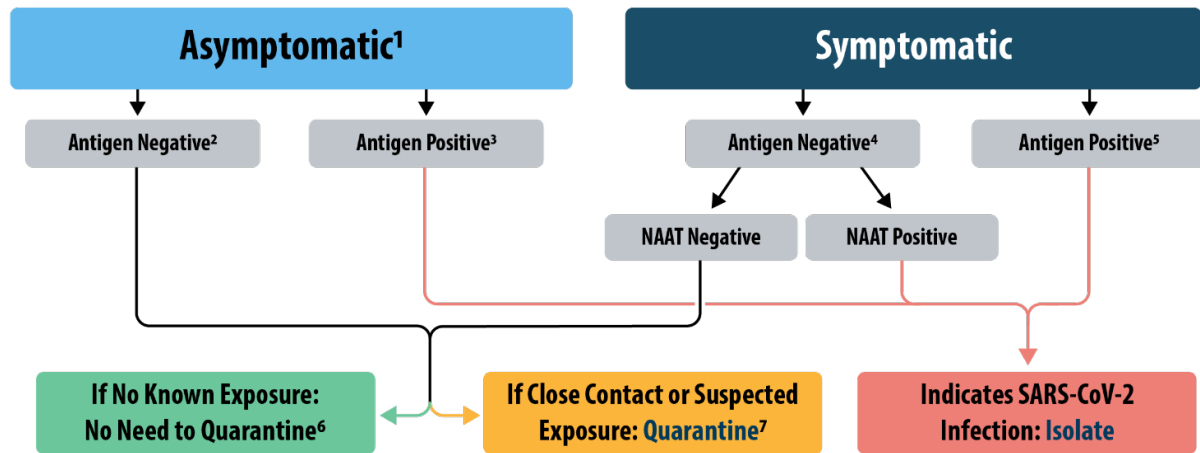 Asymptomatic¹
Symptomatic
Antigen Negative²
Antigen Positive³
Antigen Negative⁴
Antigen Positive⁵
NAAT Negative
NAAT Positive
If No Known Exposure:
No Need to Quarantine⁶
If Close Contact or Suspected
Exposure: Quarantine⁷
Indicates SARS-CoV-2
Infection: Isolate